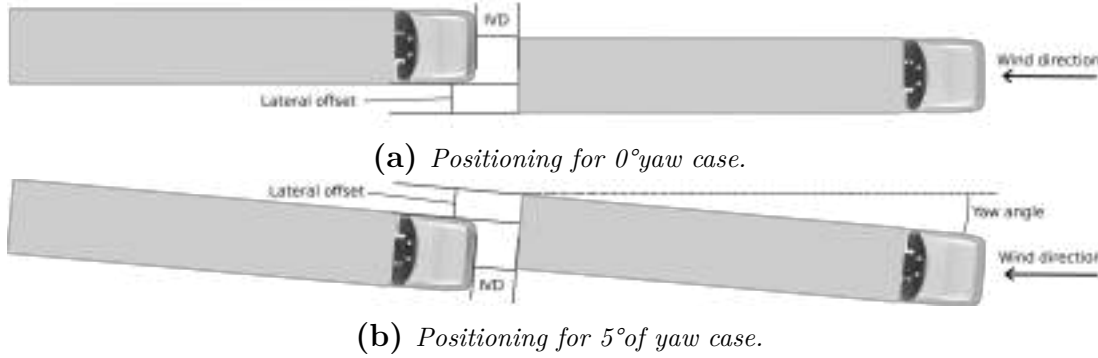 IVD
Wind direction
Lateral offset
(a) Positioning for 0°yaw case.
Lateral offset
Yaw angle
Wind direction
IVD
(b) Positioning for 5°of yaw case.